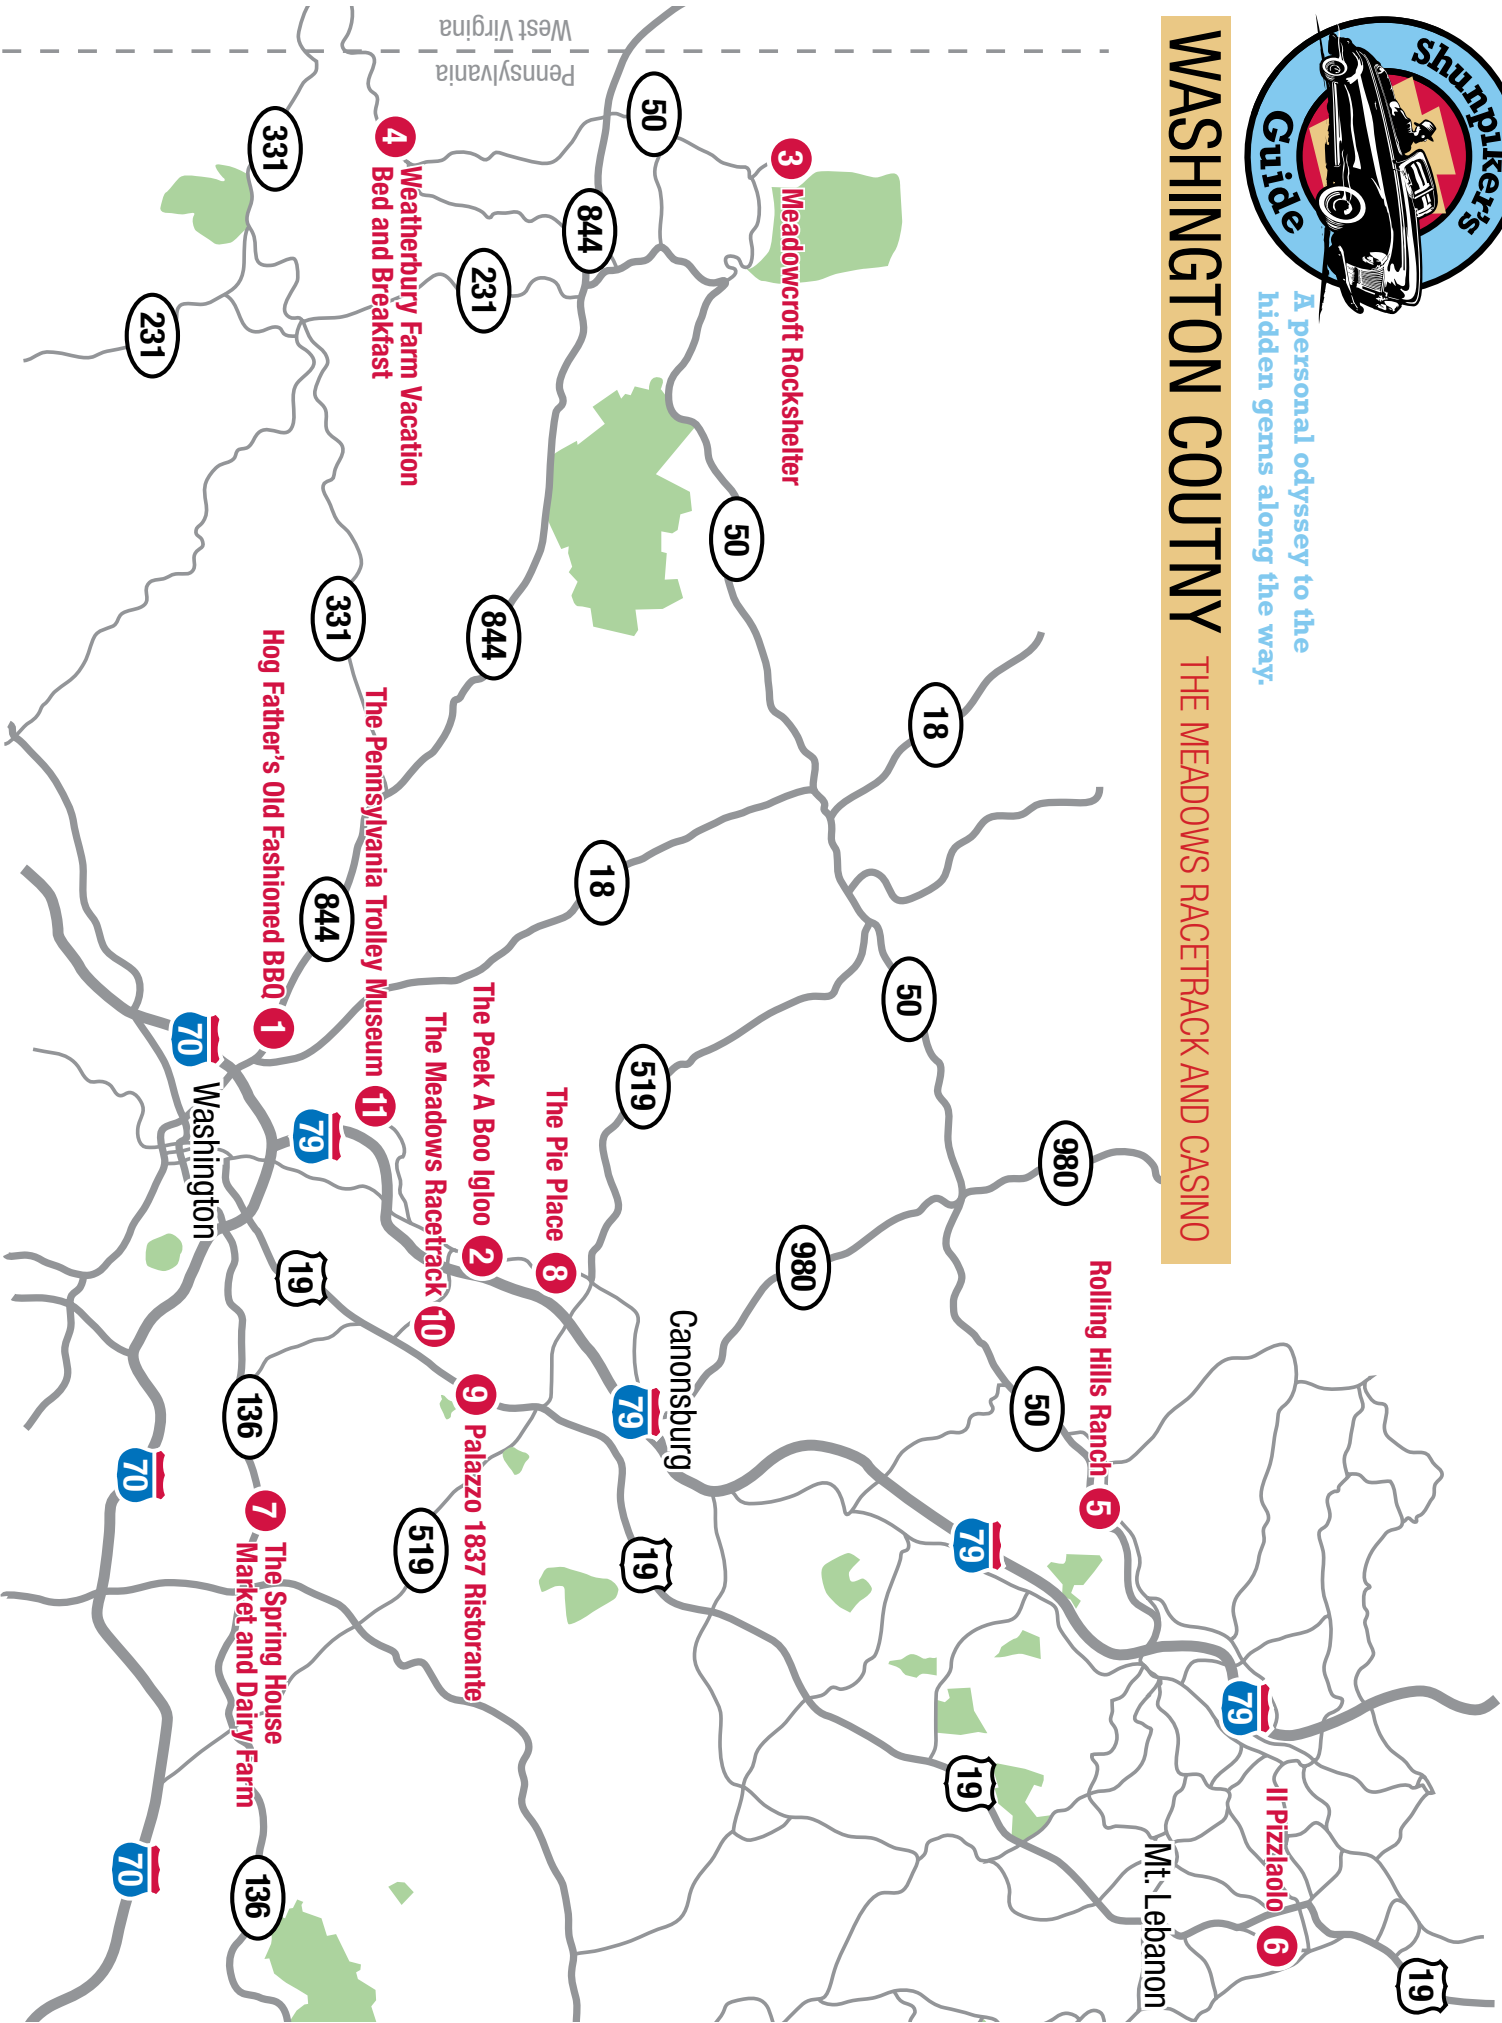 Shunpiker's
Guide
A personal odyssey to the
hidden gems along the way.
WASHINGTON COUTNY THE MEADOWS RACETRACK AND CASINO
West Virgina
Pennsylvania
50
3 Meadowcroft Rockshelter
331
4 Weatherbury Farm Vacation
Bed and Breakfast
844
231
231
50
331
844
18
18
844
Hog Father's Old Fashioned BBQ 1
The Pennsylvania Trolley Museum 11
The Peek A Boo Igloo 2
The Meadows Racetrack 10
The Pie Place 8
50
519
980
980
70
79
Washington
19
Canonsburg
79
Rolling Hills Ranch 5
50
136
9 Palazzo 1837 Ristorante
70
7 The Spring House
Market and Dairy Farm
519
19
79
79
19
Il Pizzlaolo 6
Mt. Lebanon
70
136
19